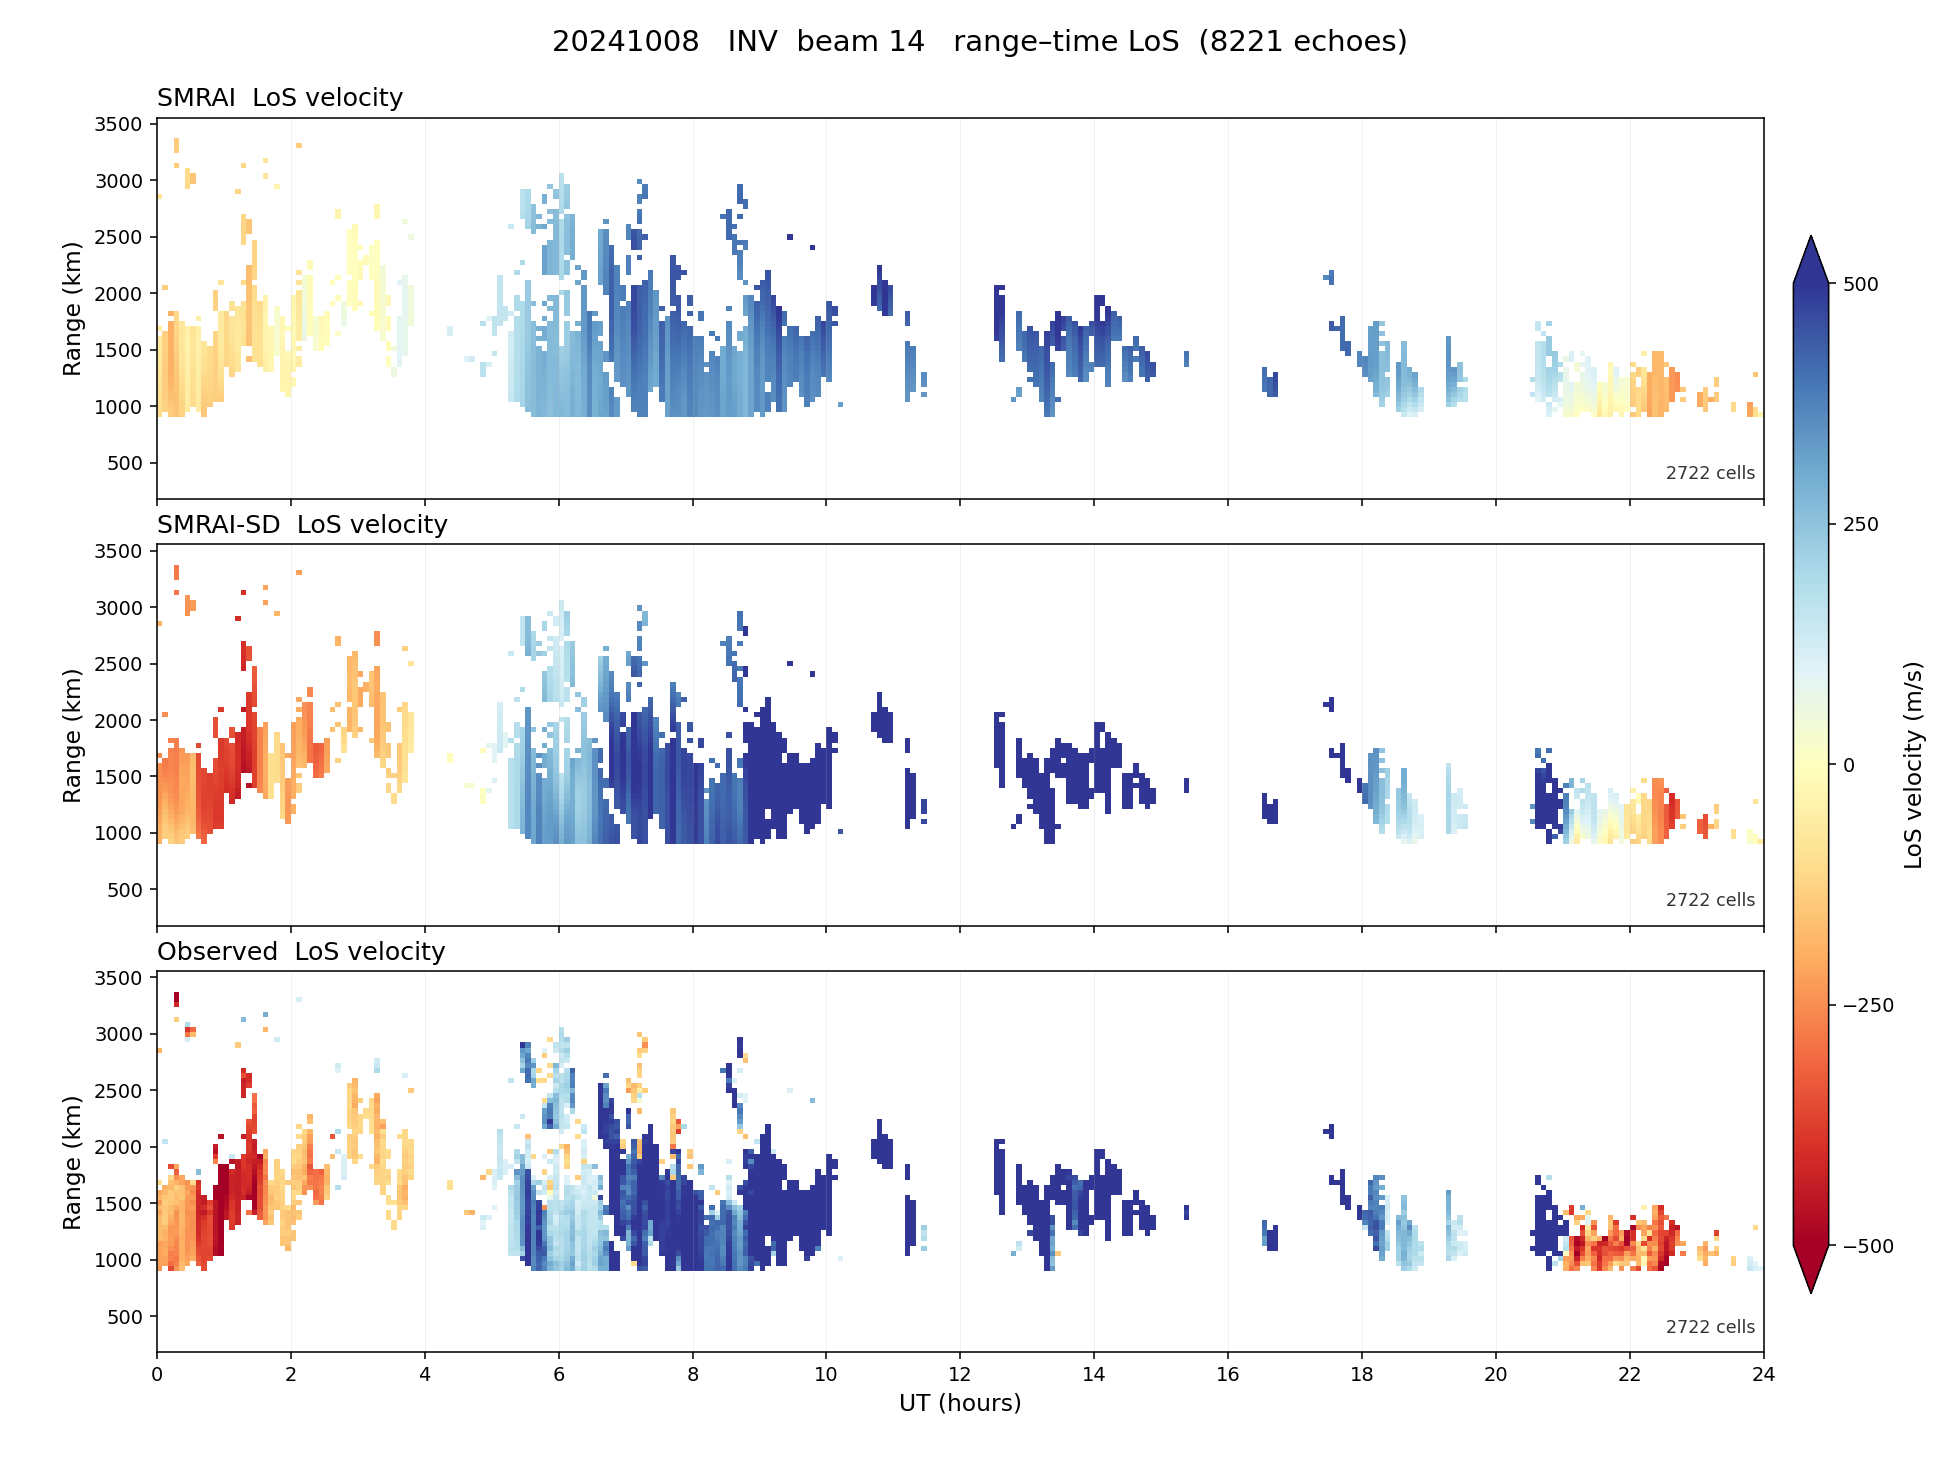 20241008   INV  beam 14   range–time LoS  (8221 echoes)
SMRAI  LoS velocity
3500
3000
2500
2000
1500
1000
500
Range (km)
2722 cells
SMRAI-SD  LoS velocity
3500
3000
2500
2000
1500
1000
500
Range (km)
2722 cells
Observed  LoS velocity
3500
3000
2500
2000
1500
1000
500
Range (km)
2722 cells
0 2 4 6 8 10 12 14 16 18 20 22 24
UT (hours)
500
250
0
−250
−500
LoS velocity (m/s)